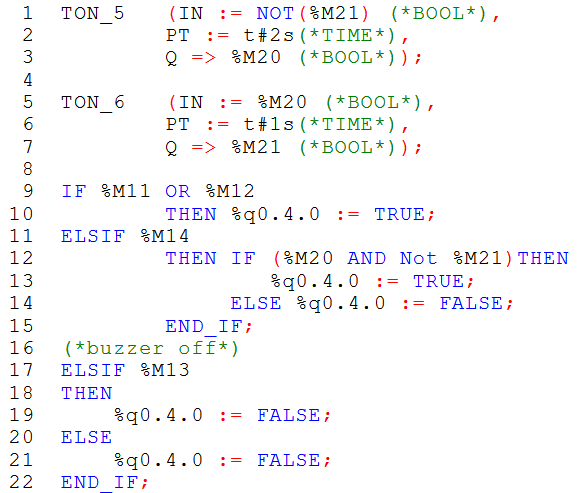 1 TON_5 (IN := NOT(%M21) (*BOOL*),
2 PT := t#2s(*TIME*),
3 Q => %M20 (*BOOL*));
4
5 TON_6 (IN := %M20 (*BOOL*),
6 PT := t#1s(*TIME*),
7 Q => %M21 (*BOOL*));
8
9 IF %M11 OR %M12
10 THEN %q0.4.0 := TRUE;
11 ELSIF %M14
12 THEN IF (%M20 AND Not %M21)THEN
13 %q0.4.0 := TRUE;
14 ELSE %q0.4.0 := FALSE;
15 END_IF;
16 (*buzzer off*)
17 ELSIF %M13
18 THEN
19 %q0.4.0 := FALSE;
20 ELSE
21 %q0.4.0 := FALSE;
22 END_IF;